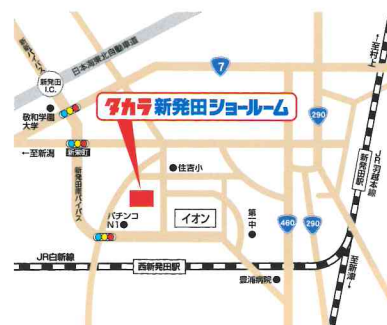 新発田バイパス
日本海東北自動車道
新発田
I.C.
敬和学園
大学
7
タカラ 新発田ショールーム
290
←至村上
←至新潟
新栄町
住吉小
新発田南バイパス
290
新発田駅
JR羽越本線
パチンコ
N1
イオン
第一中
460
290
JR白新線
西新発田駅
豊浦病院
至新津→